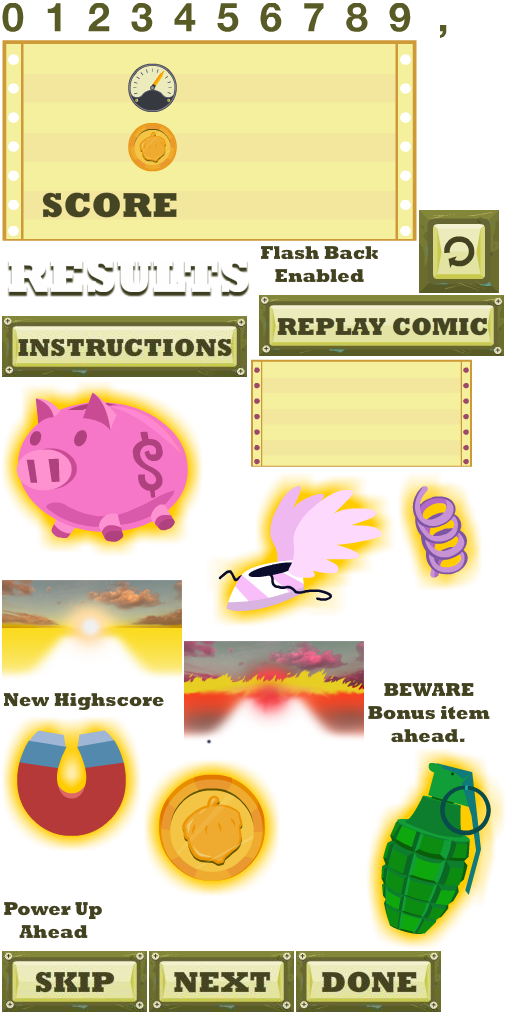 0 1 2 3 4 5 6 7 8 9 ,
SCORE
RESULTS
Flash Back
Enabled
REPLAY COMIC
INSTRUCTIONS
$
New Highscore
BEWARE
Bonus item
ahead.
Power Up
Ahead
SKIP
NEXT
DONE